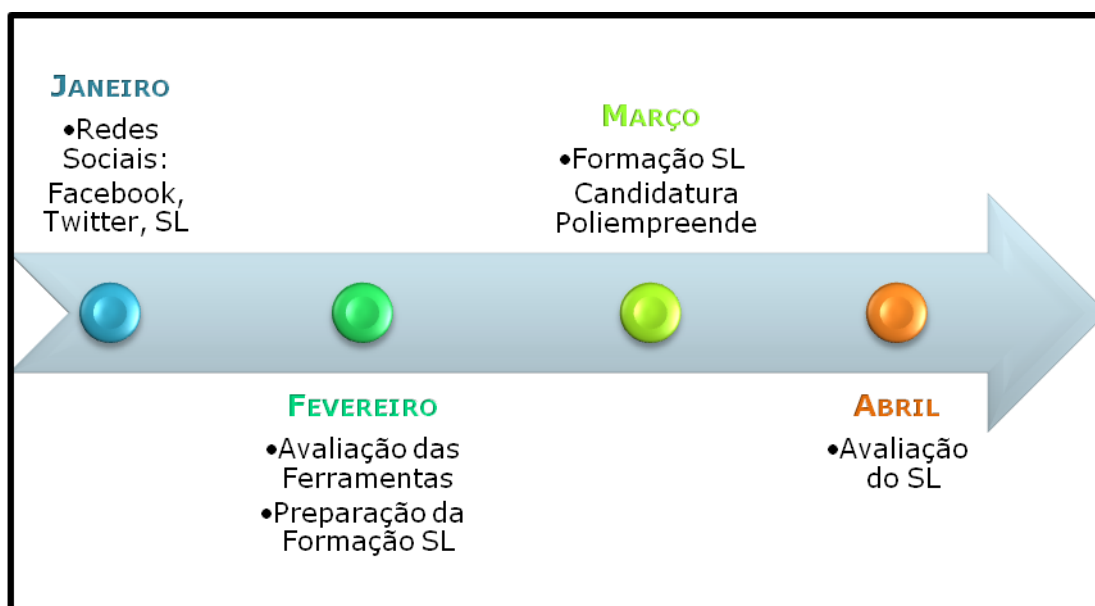 JANEIRO
•Redes
Sociais:
Facebook,
Twitter, SL
FEVEREIRO
•Avaliação das
Ferramentas
•Preparação da
Formação SL
MARÇO
•Formação SL
Candidatura
Poliempreende
ABRIL
•Avaliação
do SL